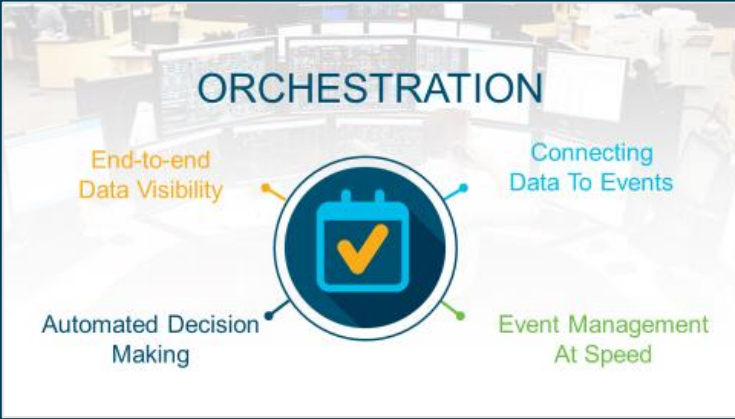 ORCHESTRATION
End-to-end
Data Visibility
Connecting
Data To Events
Automated Decision
Making
Event Management
At Speed